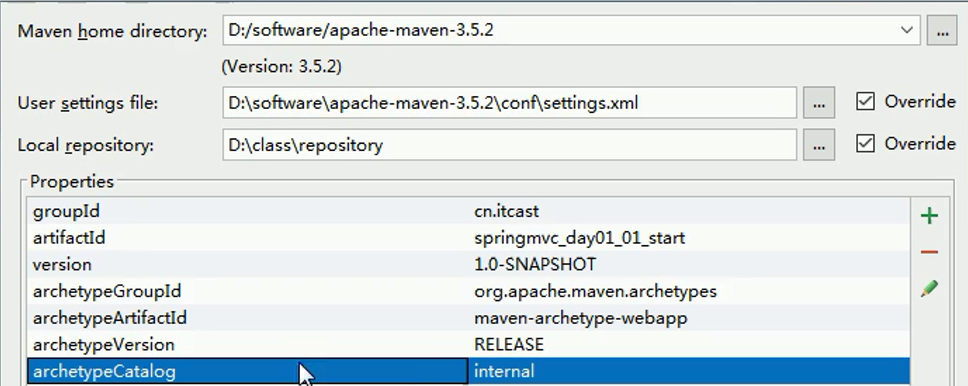 Maven home directory: D:/software/apache-maven-3.5.2 ...
(Version: 3.5.2)
User settings file: D:\software\apache-maven-3.5.2\conf\settings.xml ... Override
Local repository: D:\class\repository ... Override
Properties
groupId cn.itcast
artifactId springmvc_day01_01_start
version 1.0-SNAPSHOT
archetypeGroupId org.apache.maven.archetypes
archetypeArtifactId maven-archetype-webapp
archetypeVersion RELEASE
archetypeCatalog internal